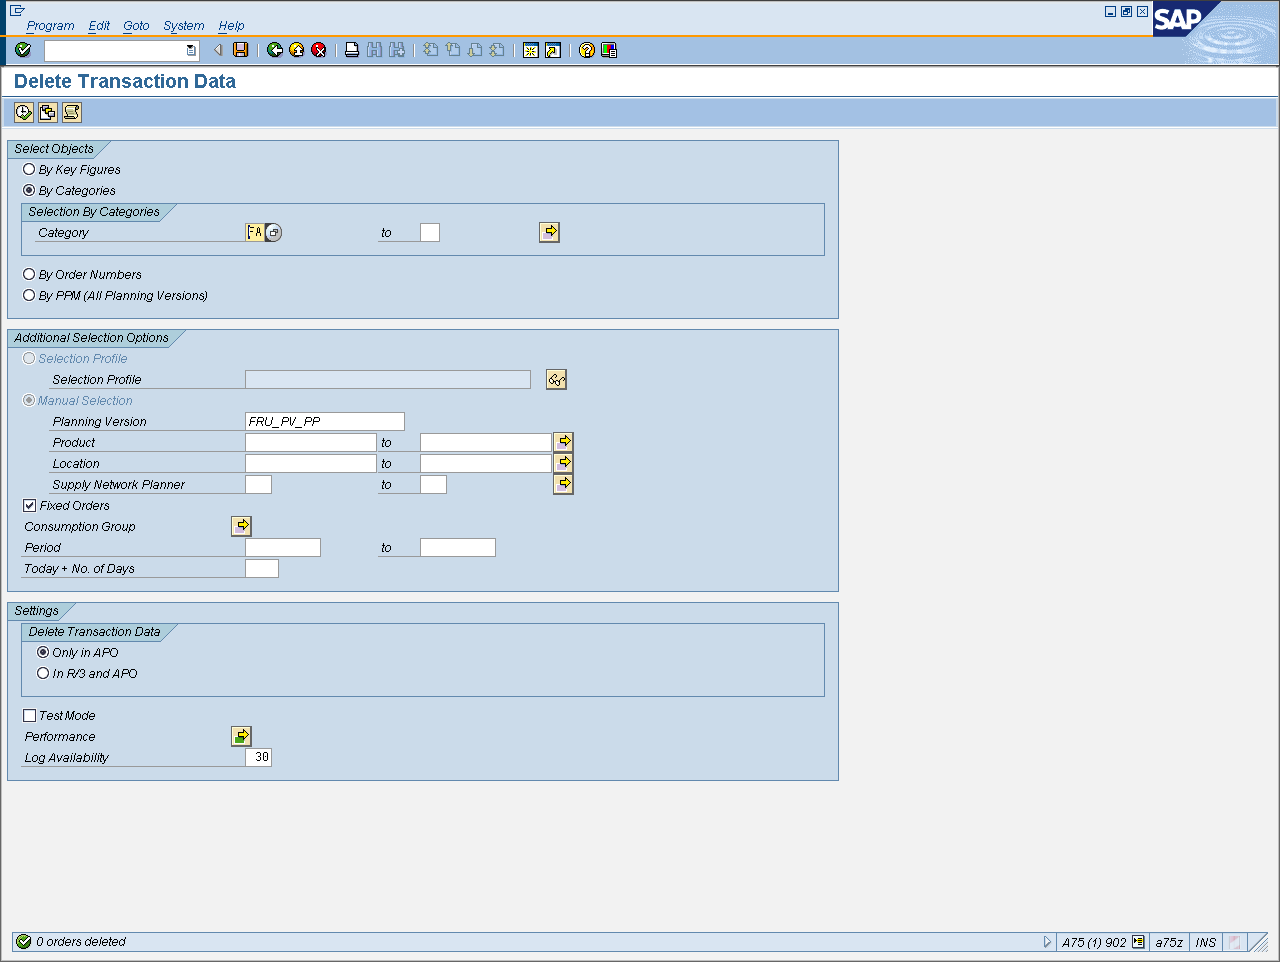 Program Edit Goto System Help
SAP
Delete Transaction Data
Select Objects
By Key Figures
By Categories
Selection By Categories
Category FA to
By Order Numbers
By PPM (All Planning Versions)
Additional Selection Options
Selection Profile
Selection Profile
Manual Selection
Planning Version FRU_PV_PP
Product to
Location to
Supply Network Planner to
Fixed Orders
Consumption Group
Period to
Today + No. of Days
Settings
Delete Transaction Data
Only in APO
In R/3 and APO
Test Mode
Performance
Log Availability 30
0 orders deleted A75 (1) 902 a75z INS